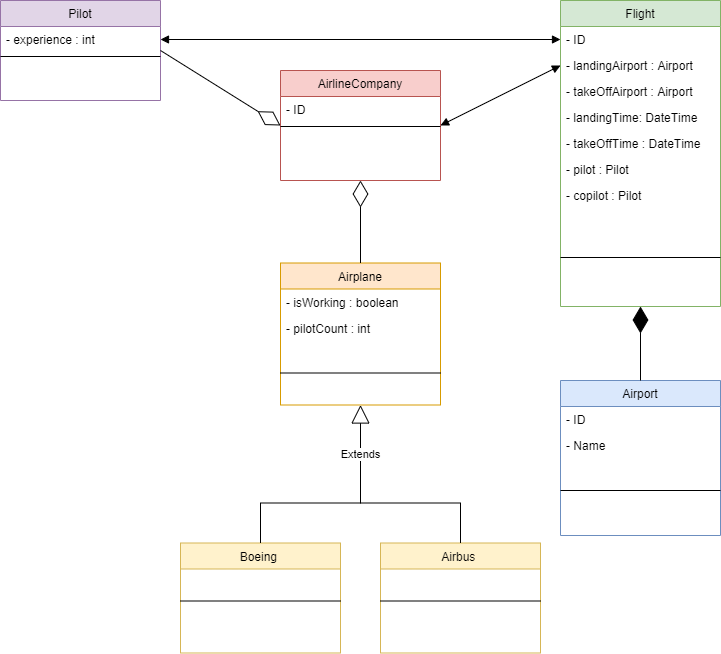 Pilot
- experience : int
Flight
- ID
- landingAirport : Airport
- takeOffAirport : Airport
- landingTime: DateTime
- takeOffTime : DateTime
- pilot : Pilot
- copilot : Pilot
AirlineCompany
- ID
Airplane
- isWorking : boolean
- pilotCount : int
Extends
Airport
- ID
- Name
Boeing
Airbus